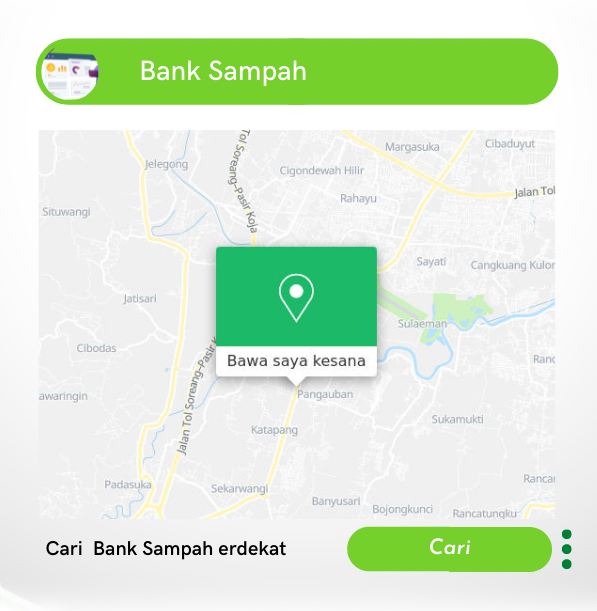 Bank Sampah
Margasuka
Cibaduyut
Jelegong
Cigondewah Hilir
Tol Soreang-Pasir Koja
Rahayu
Jalan Tol
Situwangi
Sayati
Cangkuang Kulon
Jatisari
Sulaeman
Cibodas
Bawa saya kesana
Ranc
Jalan Tol Soreang-Pasir K
awaringin
Pangauban
Sukamukti
Katapang
Padasuka
Sekarwangi
Rancat
Banyusari
Bojongkunci
Rancatungku
Cari Bank Sampah erdekat
Cari